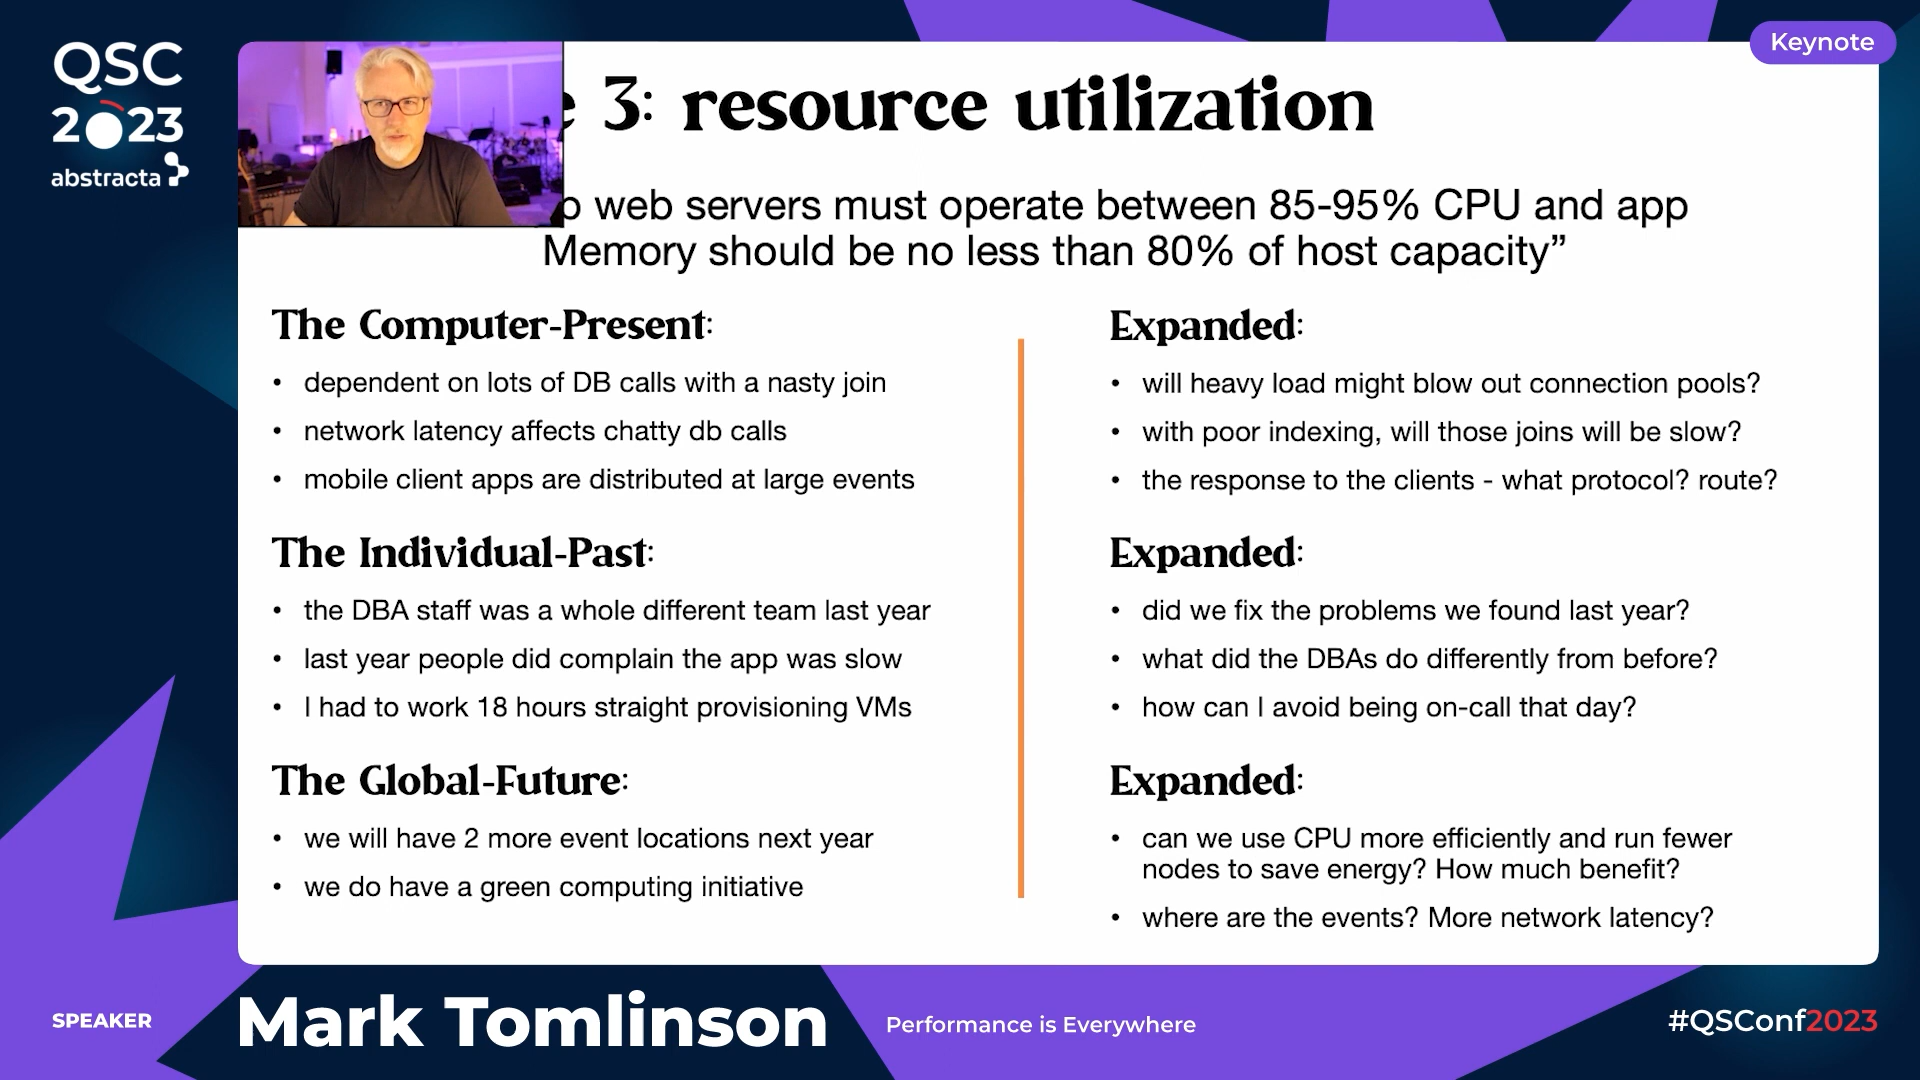 QSC
2023
abstracta
Keynote
3: resource utilization
web servers must operate between 85-95% CPU and app
Memory should be no less than 80% of host capacity”
The Computer-Present:
• dependent on lots of DB calls with a nasty join
• network latency affects chatty db calls
• mobile client apps are distributed at large events
The Individual-Past:
• the DBA staff was a whole different team last year
• last year people did complain the app was slow
• I had to work 18 hours straight provisioning VMs
The Global-Future:
• we will have 2 more event locations next year
• we do have a green computing initiative
Expanded:
• will heavy load might blow out connection pools?
• with poor indexing, will those joins will be slow?
• the response to the clients - what protocol? route?
Expanded:
• did we fix the problems we found last year?
• what did the DBAs do differently from before?
• how can I avoid being on-call that day?
Expanded:
• can we use CPU more efficiently and run fewer
nodes to save energy? How much benefit?
• where are the events? More network latency?
SPEAKER
Mark Tomlinson
Performance is Everywhere
#QSConf2023